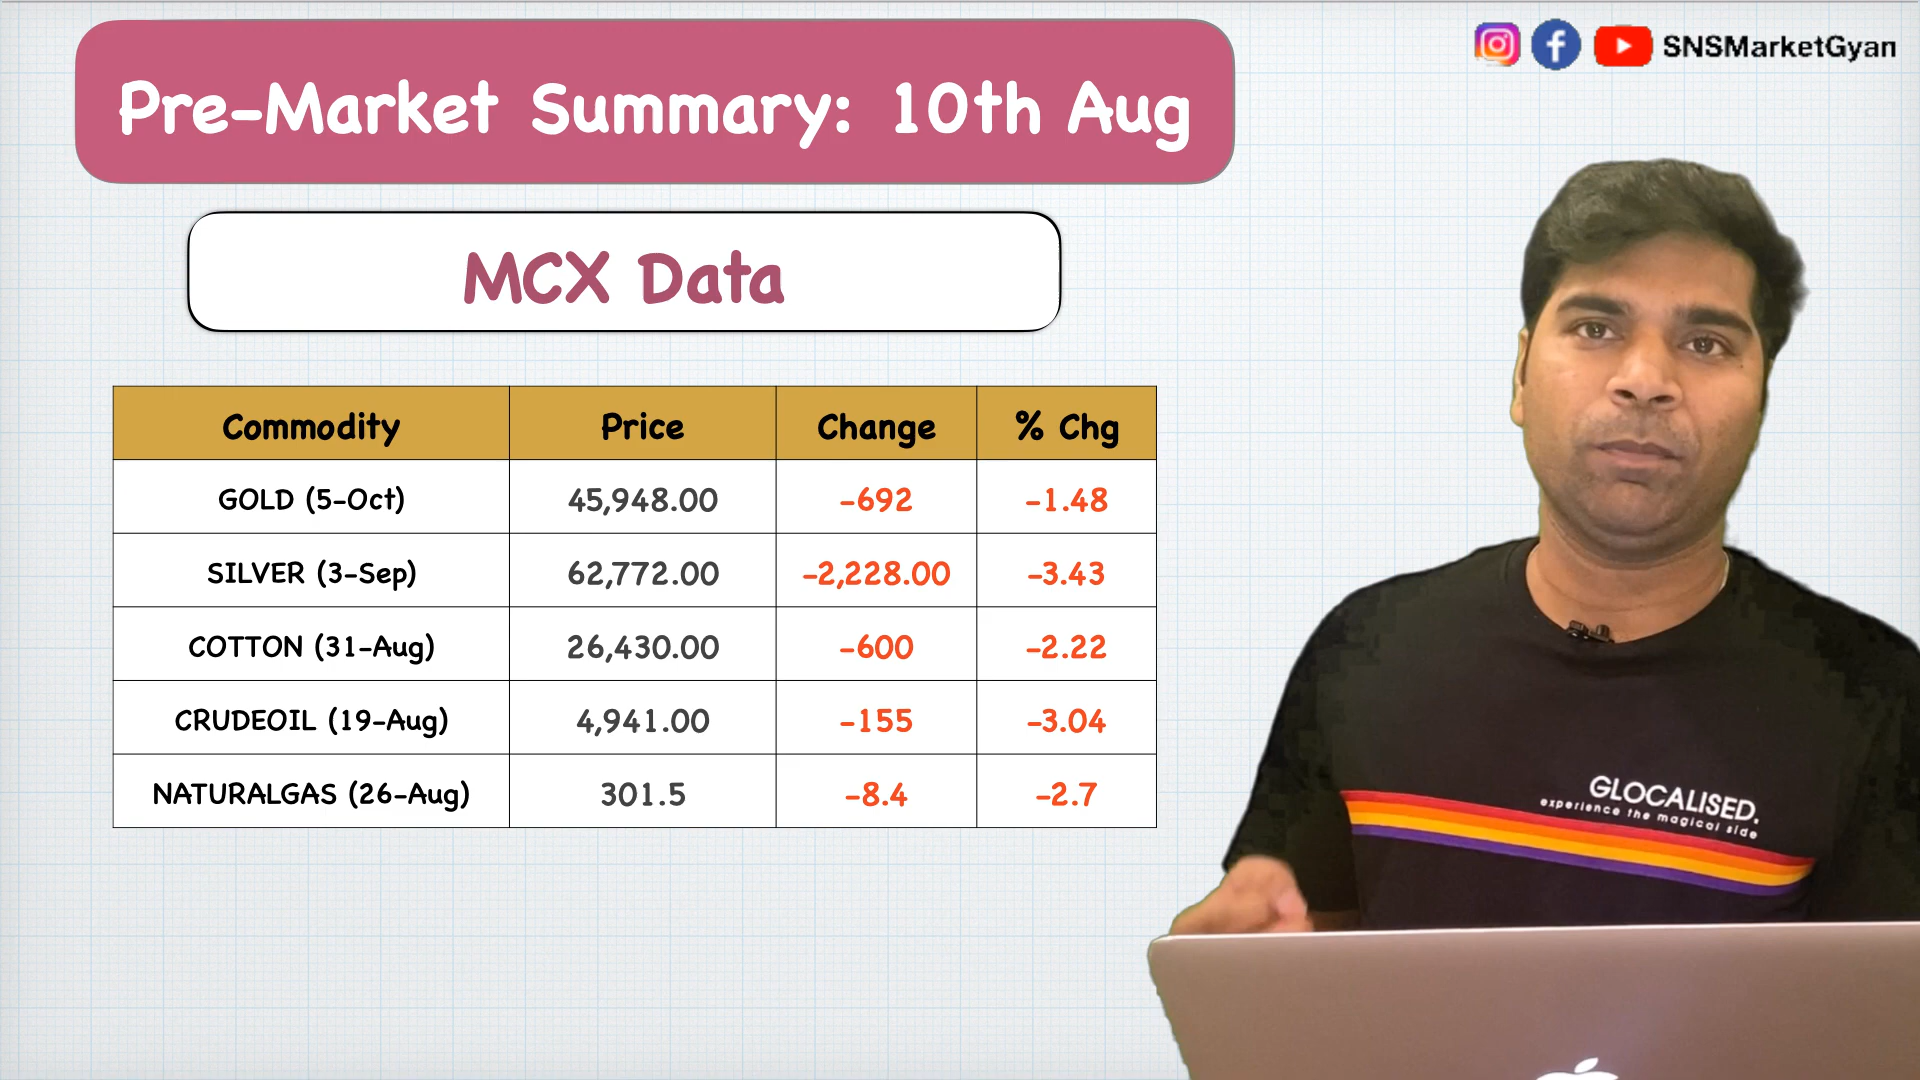 SNSMarketGyan
Pre-Market Summary: 10th Aug
MCX Data
Commodity Price Change % Chg
GOLD (5-Oct) 45,948.00 -692 -1.48
SILVER (3-Sep) 62,772.00 -2,228.00 -3.43
COTTON (31-Aug) 26,430.00 -600 -2.22
CRUDEOIL (19-Aug) 4,941.00 -155 -3.04
NATURALGAS (26-Aug) 301.5 -8.4 -2.7
GLOCALISED.
experience the magical side